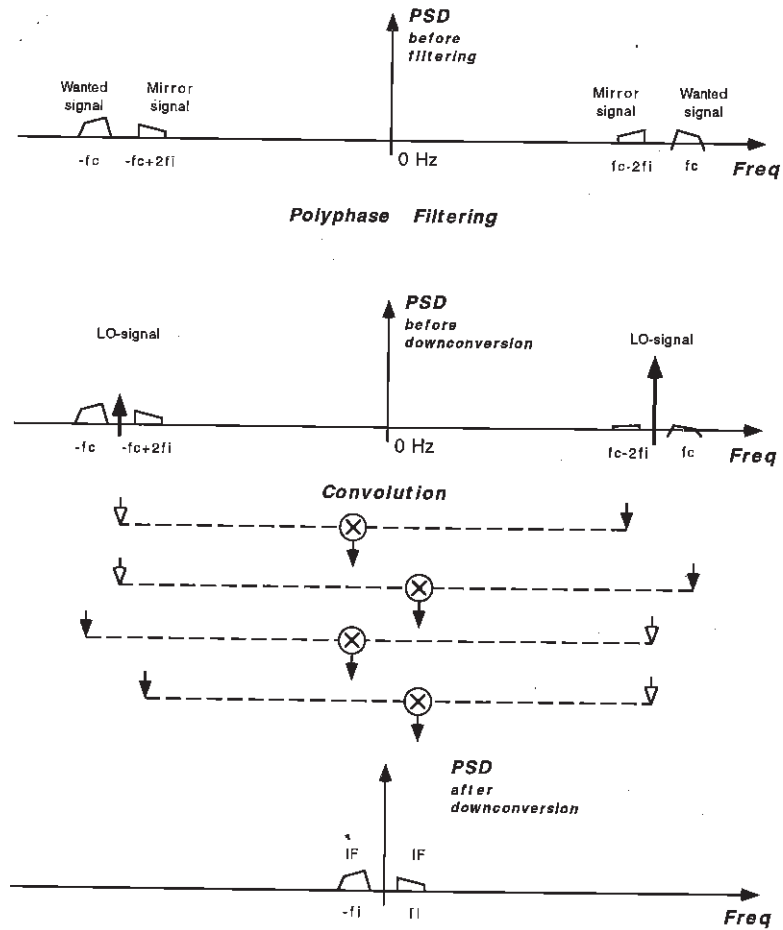 PSD
before
filtering
Wanted
signal
Mirror
signal
Mirror
signal
Wanted
signal
-fc
-fc+2fi
0 Hz
fc-2fi
fc
Freq
Polyphase Filtering
PSD
before
downconversion
LO-signal
LO-signal
-fc
-fc+2fi
0 Hz
fc-2fi
fc
Freq
Convolution
PSD
after
downconversion
IF
IF
-fi
fi
Freq